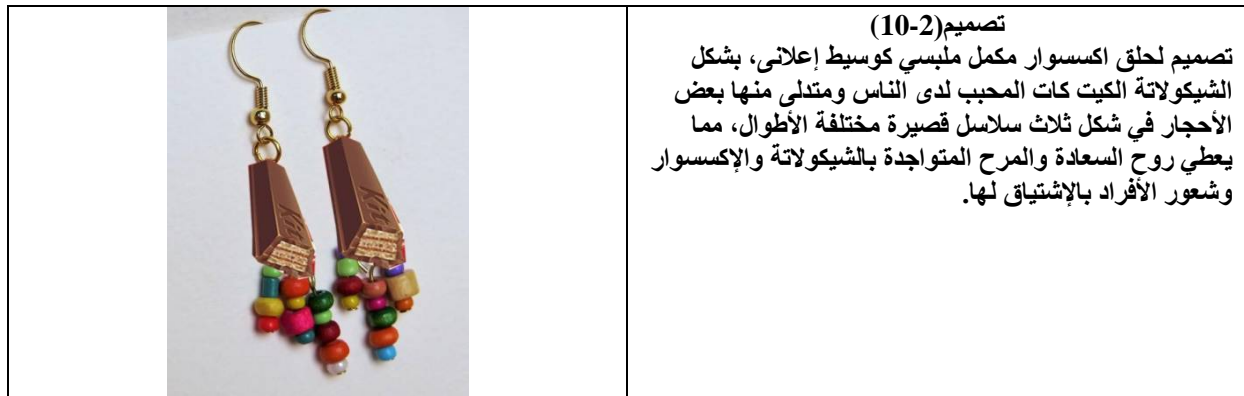 تصميم(2-10)
تصميم لحلق اكسسوار مكمل ملبسي كوسيط إعلانى، بشكل
الشيكولاتة الكيت كات المحبب لدى الناس ومتدلى منها بعض
الأحجار في شكل ثلاث سلاسل قصيرة مختلفة الأطوال، مما
يعطي روح السعادة والمرح المتواجدة بالشيكولاتة والإكسسوار
وشعور الأفراد بالإشتياق لها.